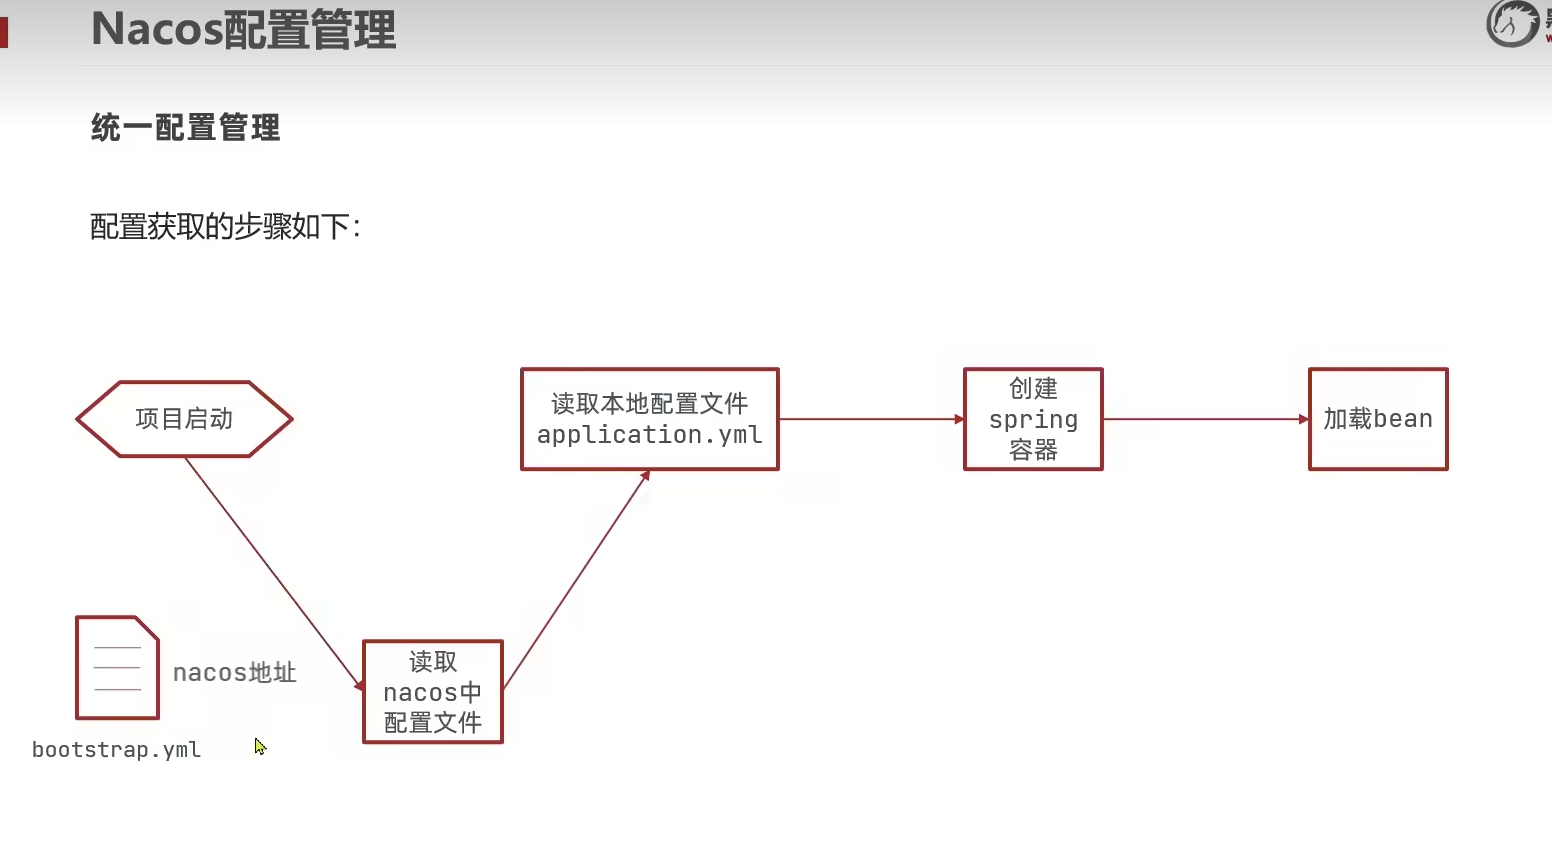 Nacos配置管理
统一配置管理
配置获取的步骤如下：
项目启动
读取本地配置文件
application.yml
创建
spring
容器
加载bean
nacos地址
bootstrap.yml
读取
nacos中
配置文件